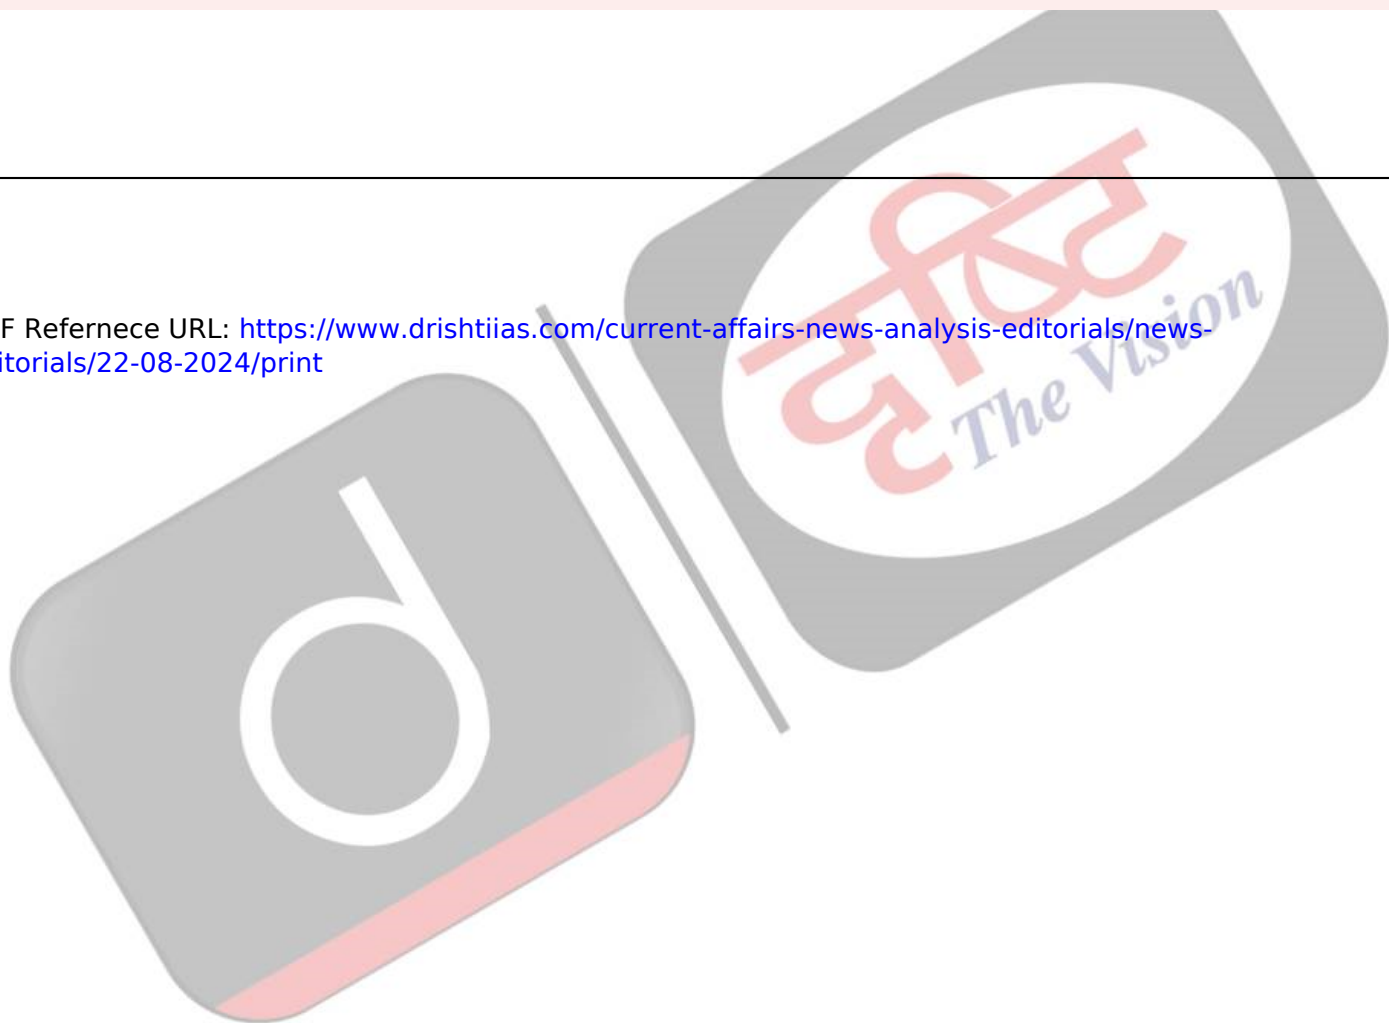 F Refernece URL: https://www.drishtiias.com/current-affairs-news-analysis-editorials/news-
itorials/22-08-2024/print
दृष्टि
The Vision
d